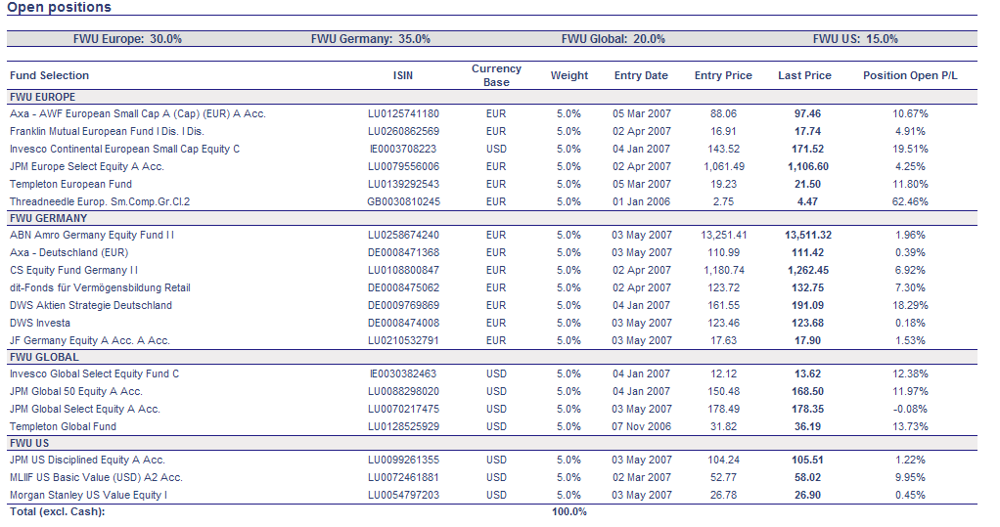 Open positions
FWU Europe: 30.0% FWU Germany: 35.0% FWU Global: 20.0% FWU US: 15.0%
Fund Selection ISIN Currency Base Weight Entry Date Entry Price Last Price Position Open P/L
FWU EUROPE
Axa - AWF European Small Cap A (Cap) (EUR) A Acc. LU0125741180 EUR 5.0% 05 Mar 2007 88.06 97.46 10.67%
Franklin Mutual European Fund I Dis. I Dis. LU0260862569 EUR 5.0% 02 Apr 2007 16.91 17.74 4.91%
Invesco Continental European Small Cap Equity C IE0003708223 USD 5.0% 04 Jan 2007 143.52 171.52 19.51%
JPM Europe Select Equity A Acc. LU0079556006 EUR 5.0% 02 Apr 2007 1,061.49 1,106.60 4.25%
Templeton European Fund LU0139292543 EUR 5.0% 05 Mar 2007 19.23 21.50 11.80%
Threadneedle Europ. Sm.Comp.Gr.Cl.2 GB0030810245 EUR 5.0% 01 Jan 2006 2.75 4.47 62.46%
FWU GERMANY
ABN Amro Germany Equity Fund I I LU0258674240 EUR 5.0% 03 May 2007 13,251.41 13,511.32 1.96%
Axa - Deutschland (EUR) DE0008471368 EUR 5.0% 03 May 2007 110.99 111.42 0.39%
CS Equity Fund Germany I I LU0108800847 EUR 5.0% 02 Apr 2007 1,180.74 1,262.45 6.92%
dit-Fonds für Vermögensbildung Retail DE0008475062 EUR 5.0% 02 Apr 2007 123.72 132.75 7.30%
DWS Aktien Strategie Deutschland DE0009769869 EUR 5.0% 04 Jan 2007 161.55 191.09 18.29%
DWS Investa DE0008474008 EUR 5.0% 03 May 2007 123.46 123.68 0.18%
JF Germany Equity A Acc. A Acc. LU0210532791 EUR 5.0% 03 May 2007 17.63 17.90 1.53%
FWU GLOBAL
Invesco Global Select Equity Fund C IE0030382463 USD 5.0% 04 Jan 2007 12.12 13.62 12.38%
JPM Global 50 Equity A Acc. LU0088298020 USD 5.0% 04 Jan 2007 150.48 168.50 11.97%
JPM Global Select Equity A Acc. LU0070217475 USD 5.0% 03 May 2007 178.49 178.35 -0.08%
Templeton Global Fund LU0128525929 USD 5.0% 07 Nov 2006 31.82 36.19 13.73%
FWU US
JPM US Disciplined Equity A Acc. LU0099261355 USD 5.0% 03 May 2007 104.24 105.51 1.22%
MLIIF US Basic Value (USD) A2 Acc. LU0072461881 USD 5.0% 02 Mar 2007 52.77 58.02 9.95%
Morgan Stanley US Value Equity I LU0054797203 USD 5.0% 03 May 2007 26.78 26.90 0.45%
Total (excl. Cash): 100.0%